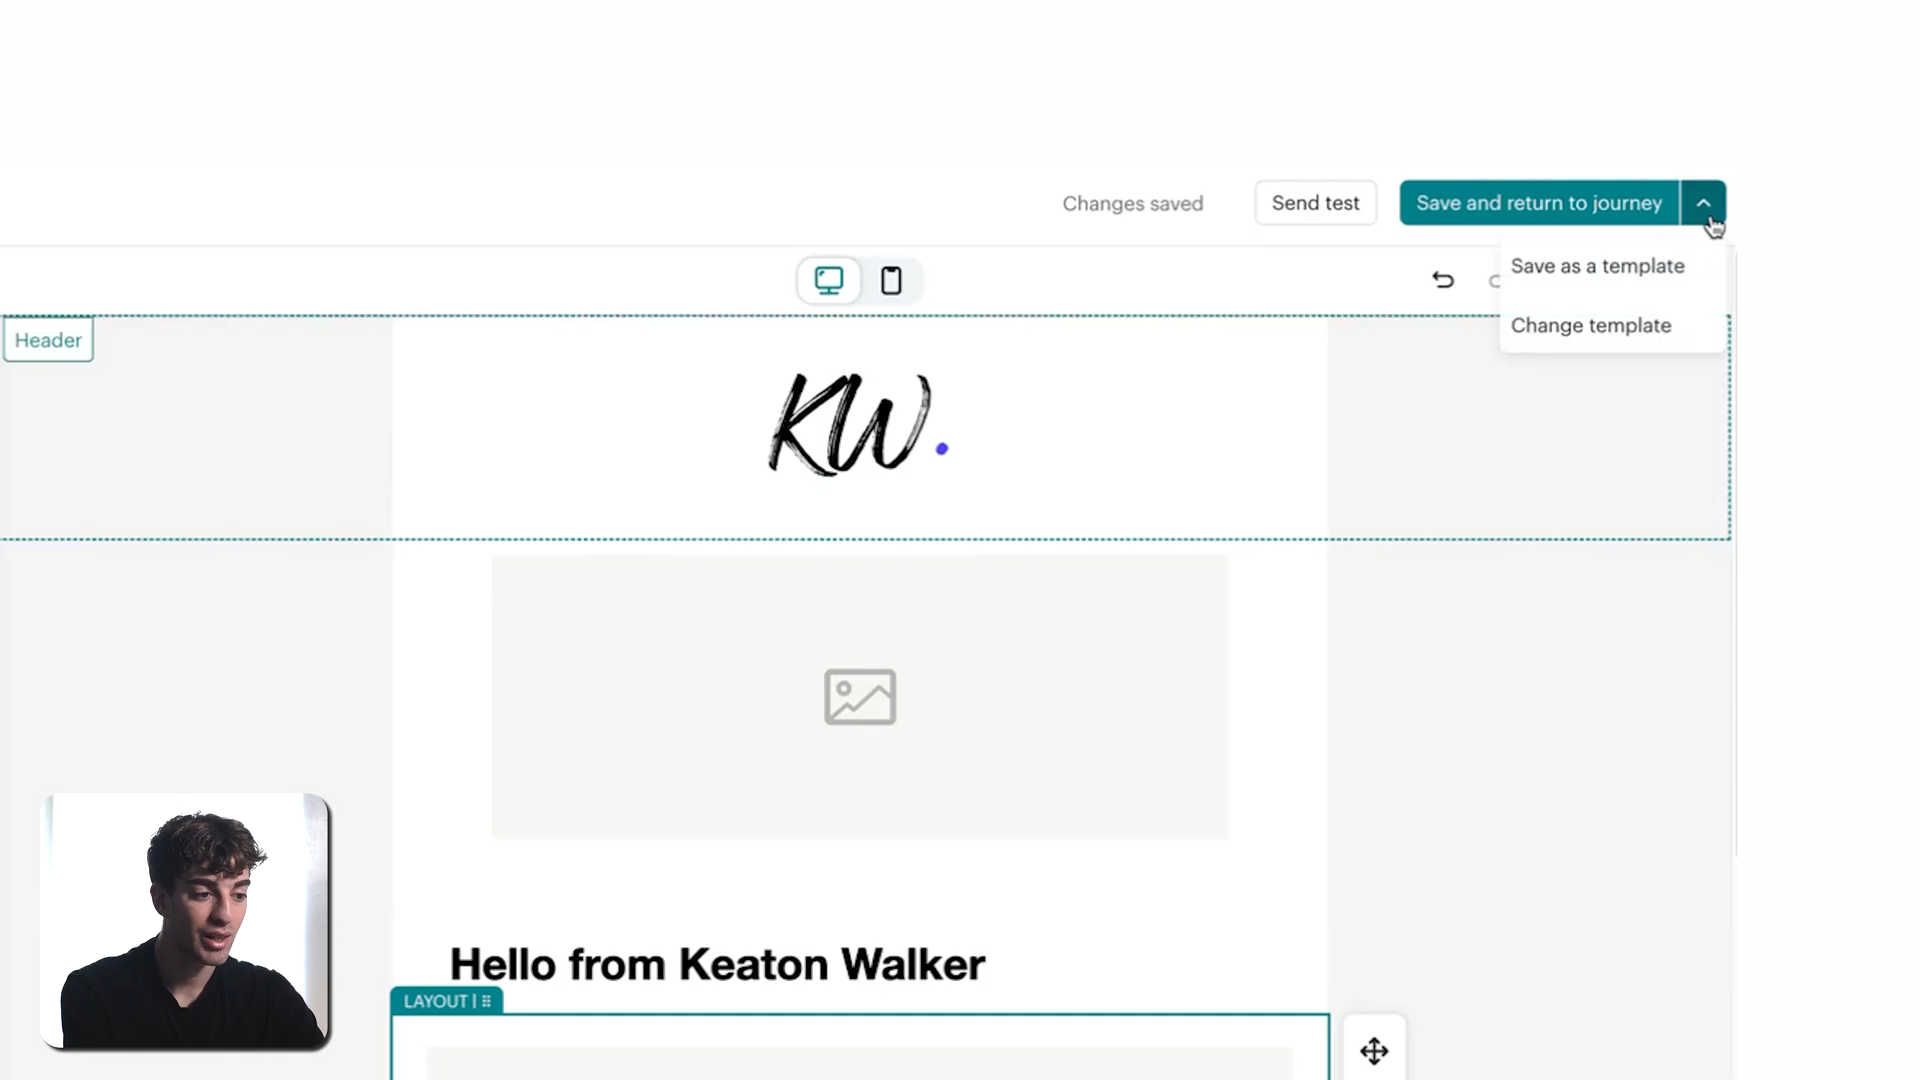 Changes saved
Send test
Save and return to journey
Save as a template
Change template
Header
KW.
Hello from Keaton Walker
LAYOUT